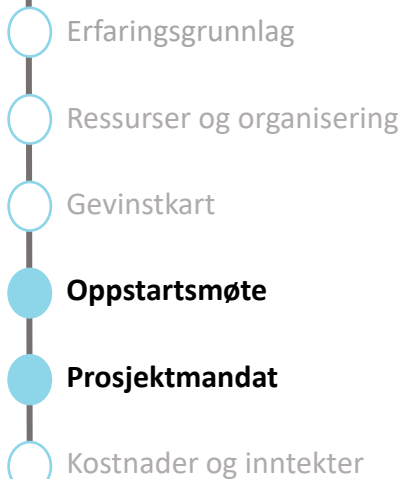 Erfaringsgrunnlag
Ressurser og organisering
Gevinstkart
Oppstartsmøte
Prosjektmandat
Kostnader og inntekter